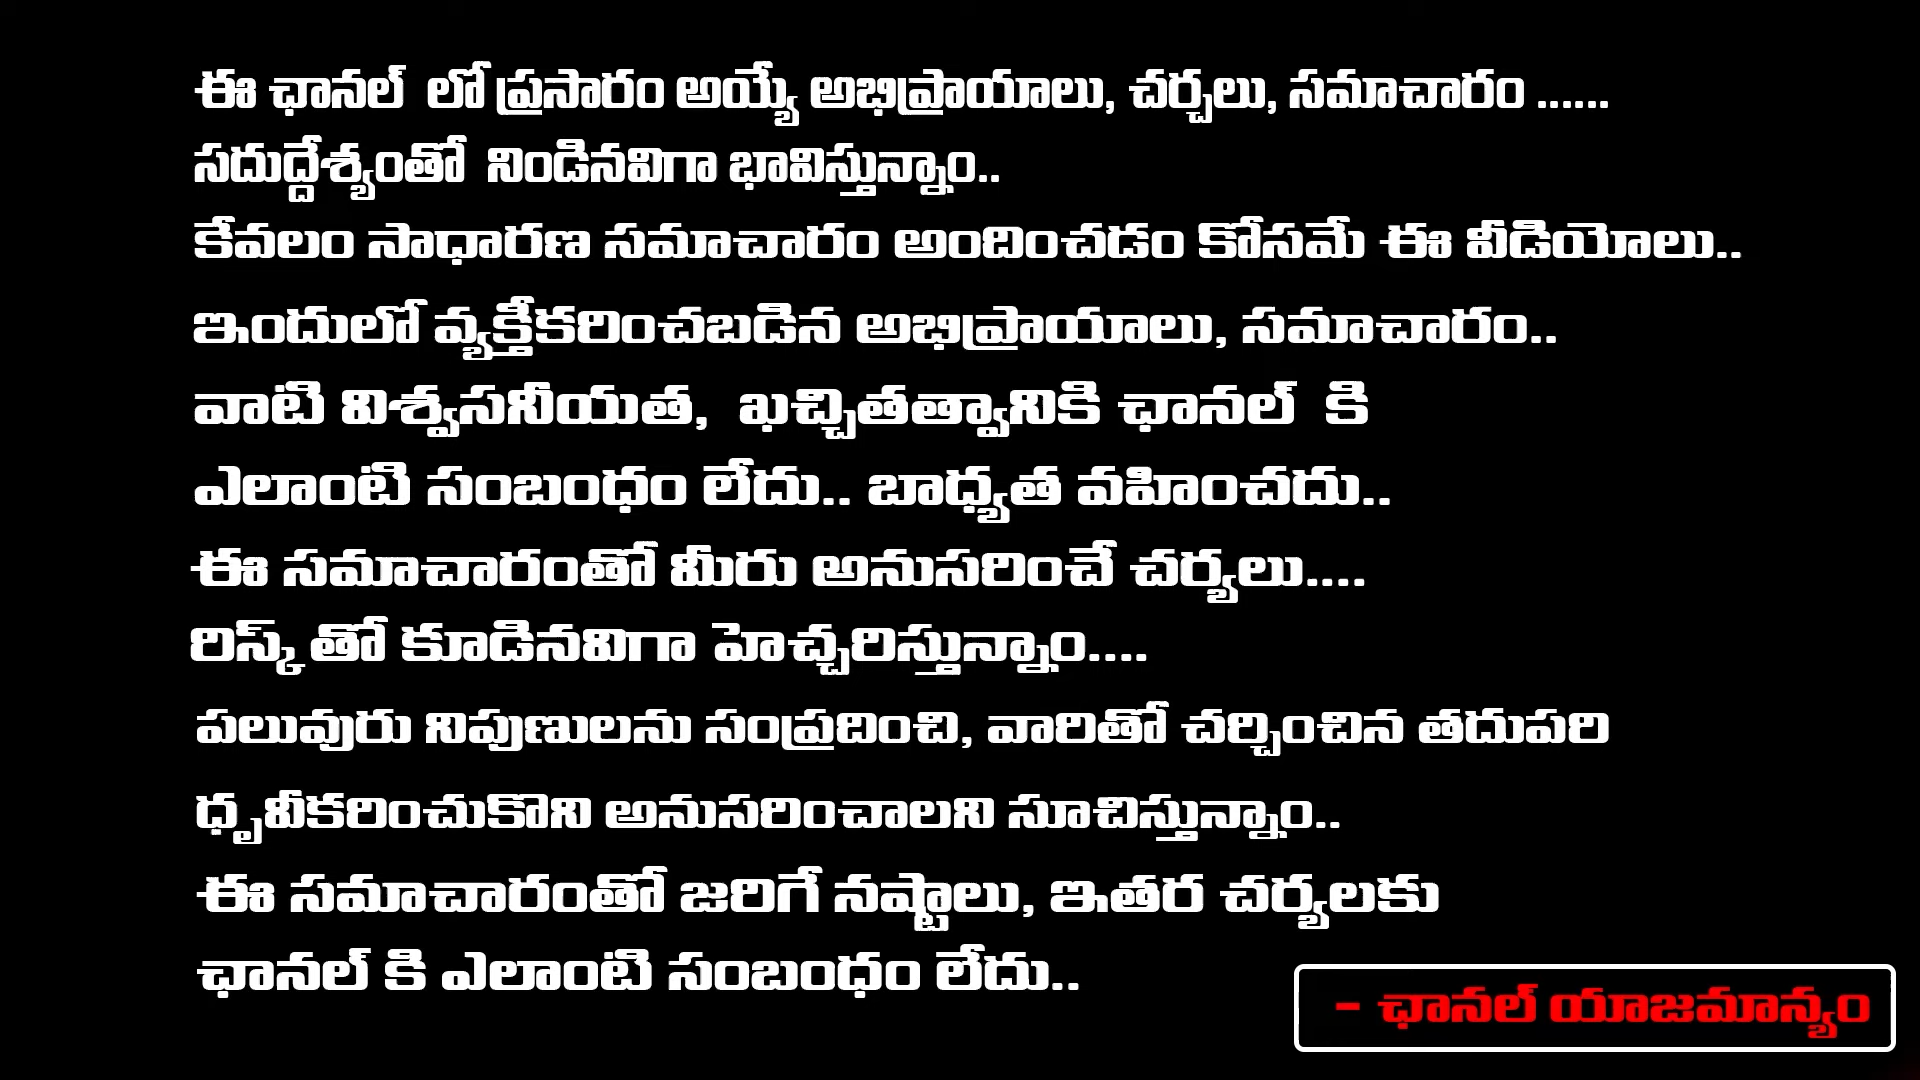 ఈ ఛానల్ లో ప్రసారం అయ్యే అభిప్రాయాలు, చర్చలు, సమాచారం ......
సదుద్దేశ్యంతో నిండినవిగా భావిస్తున్నాం..
కేవలం సాధారణ సమాచారం అందించడం కోసమే ఈ వీడియోలు..
ఇందులో వ్యక్తీకరించబడిన అభిప్రాయాలు, సమాచారం..
వాటి విశ్వసనీయత, ఖచ్చితత్వానికి ఛానల్ కి
ఎలాంటి సంబంధం లేదు.. బాధ్యత వహించదు..
ఈ సమాచారంతో మీరు అనుసరించే చర్యలు....
రిస్క్ తో కూడినవిగా హెచ్చరిస్తున్నాం....
పలువురు నిపుణులను సంప్రదించి, వారితో చర్చించిన తదుపరి
ధృవీకరించుకొని అనుసరించాలని సూచిస్తున్నాం..
ఈ సమాచారంతో జరిగే నష్టాలు, ఇతర చర్యలకు
ఛానల్ కి ఎలాంటి సంబంధం లేదు..
- ఛానల్ యాజమాన్యం